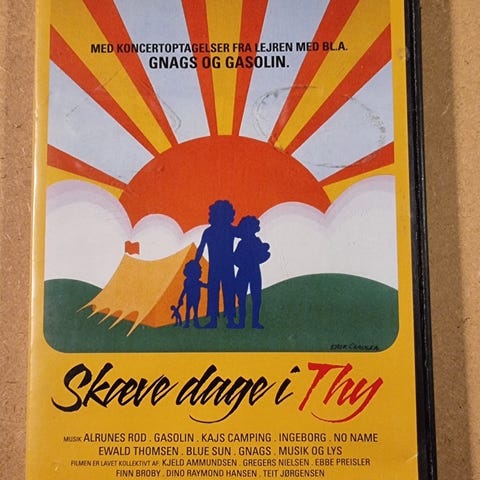 MED KONCERTOPTAGELSER FRA LEJREN MED BL.A.
GNAGS OG GASOLIN.
Skæve dage i Thy
MUSIK ALRUNES ROD . GASOLIN . KAJS CAMPING . INGEBORG . NO NAME
EWALD THOMSEN . BLUE SUN . GNAGS . MUSIK OG LYS
FILMEN ER LAVET KOLLEKTIVT AF: KJELD AMMUNDSEN . GREGERS NIELSEN . EBBE PREISLER
FINN BROBY . DINO RAYMOND HANSEN . TEIT JØRGENSEN